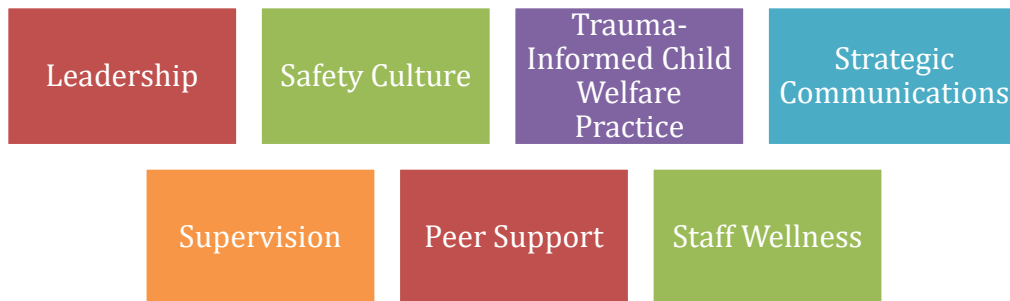 Leadership
Safety Culture
Trauma-
Informed Child
Welfare
Practice
Strategic
Communications
Supervision
Peer Support
Staff Wellness